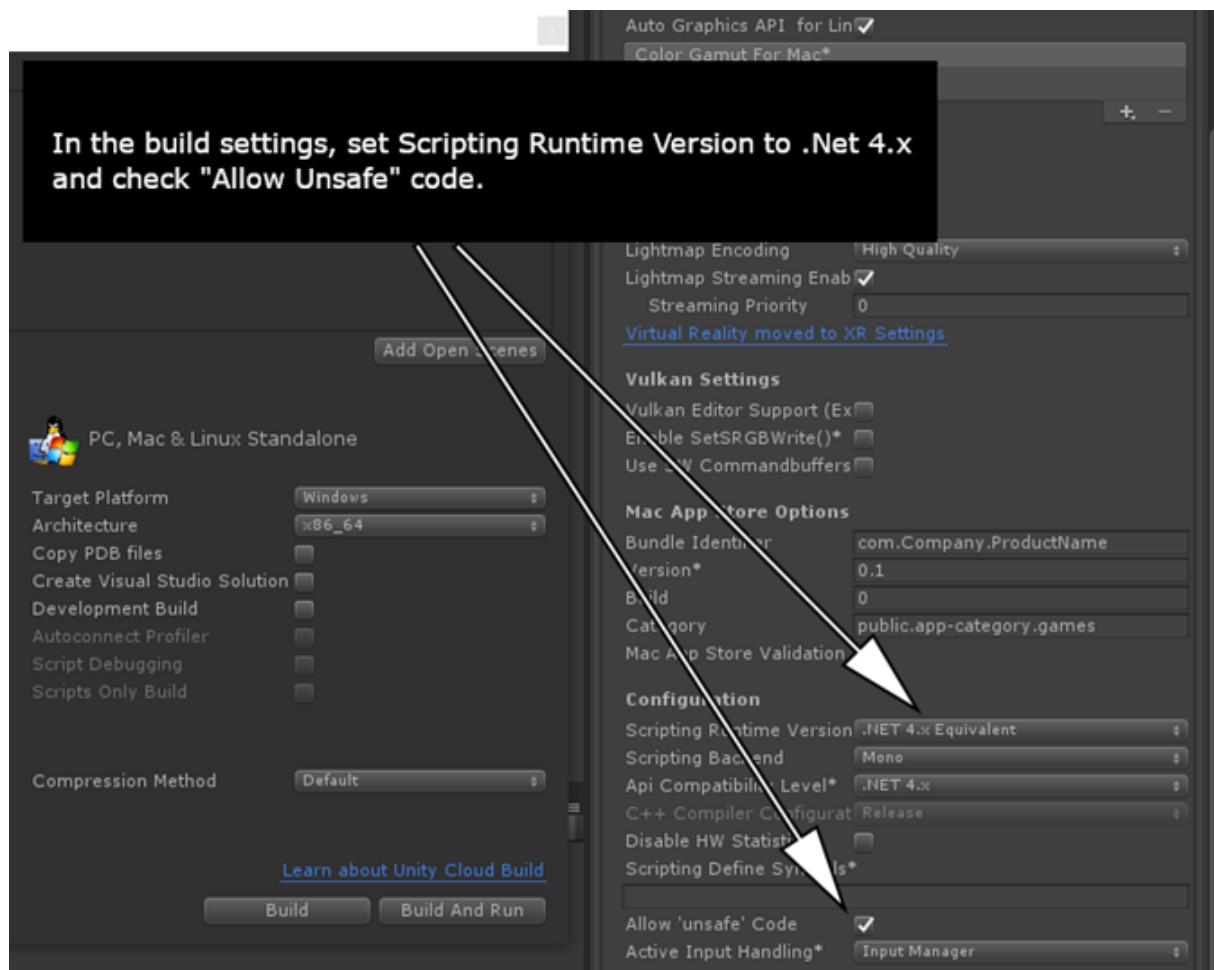 Auto Graphics API for Lin
Color Gamut For Mac*
In the build settings, set Scripting Runtime Version to .Net 4.x
and check "Allow Unsafe" code.
Lightmap Encoding High Quality
Lightmap Streaming Enab
Streaming Priority 0
Virtual Reality moved to XR Settings
Add Open Scenes
Vulkan Settings
Vulkan Editor Support (Ex
Enable SetSRGBWrite()*
Use SW Commandbuffers
PC, Mac & Linux Standalone
Target Platform Windows
Architecture x86_64
Copy PDB files
Create Visual Studio Solution
Development Build
Autoconnect Profiler
Script Debugging
Scripts Only Build
Compression Method Default
Learn about Unity Cloud Build
Build Build And Run
Mac App Store Options
Bundle Identifier com.Company.ProductName
Version* 0.1
Build 0
Category public.app-category.games
Mac App Store Validation
Configuration
Scripting Runtime Version .NET 4.x Equivalent
Scripting Backend Mono
Api Compatibility Level* .NET 4.x
C++ Compiler Configurat Release
Disable HW Statisti
Scripting Define Symbols*
Allow 'unsafe' Code
Active Input Handling* Input Manager